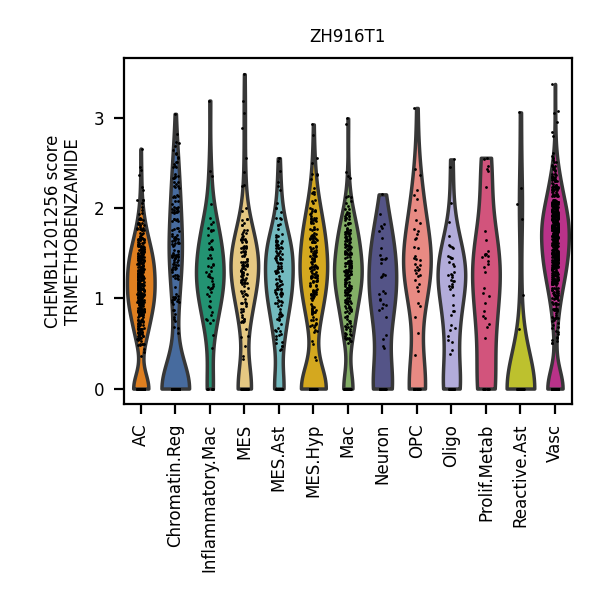 ZH916T1
CHEMBL1201256 score
TRIMETHOBENZAMIDE
3
2
1
0
AC
Chromatin.Reg
Inflammatory.Mac
MES
MES.Ast
MES.Hyp
Mac
Neuron
OPC
Oligo
Prolif.Metab
Reactive.Ast
Vasc